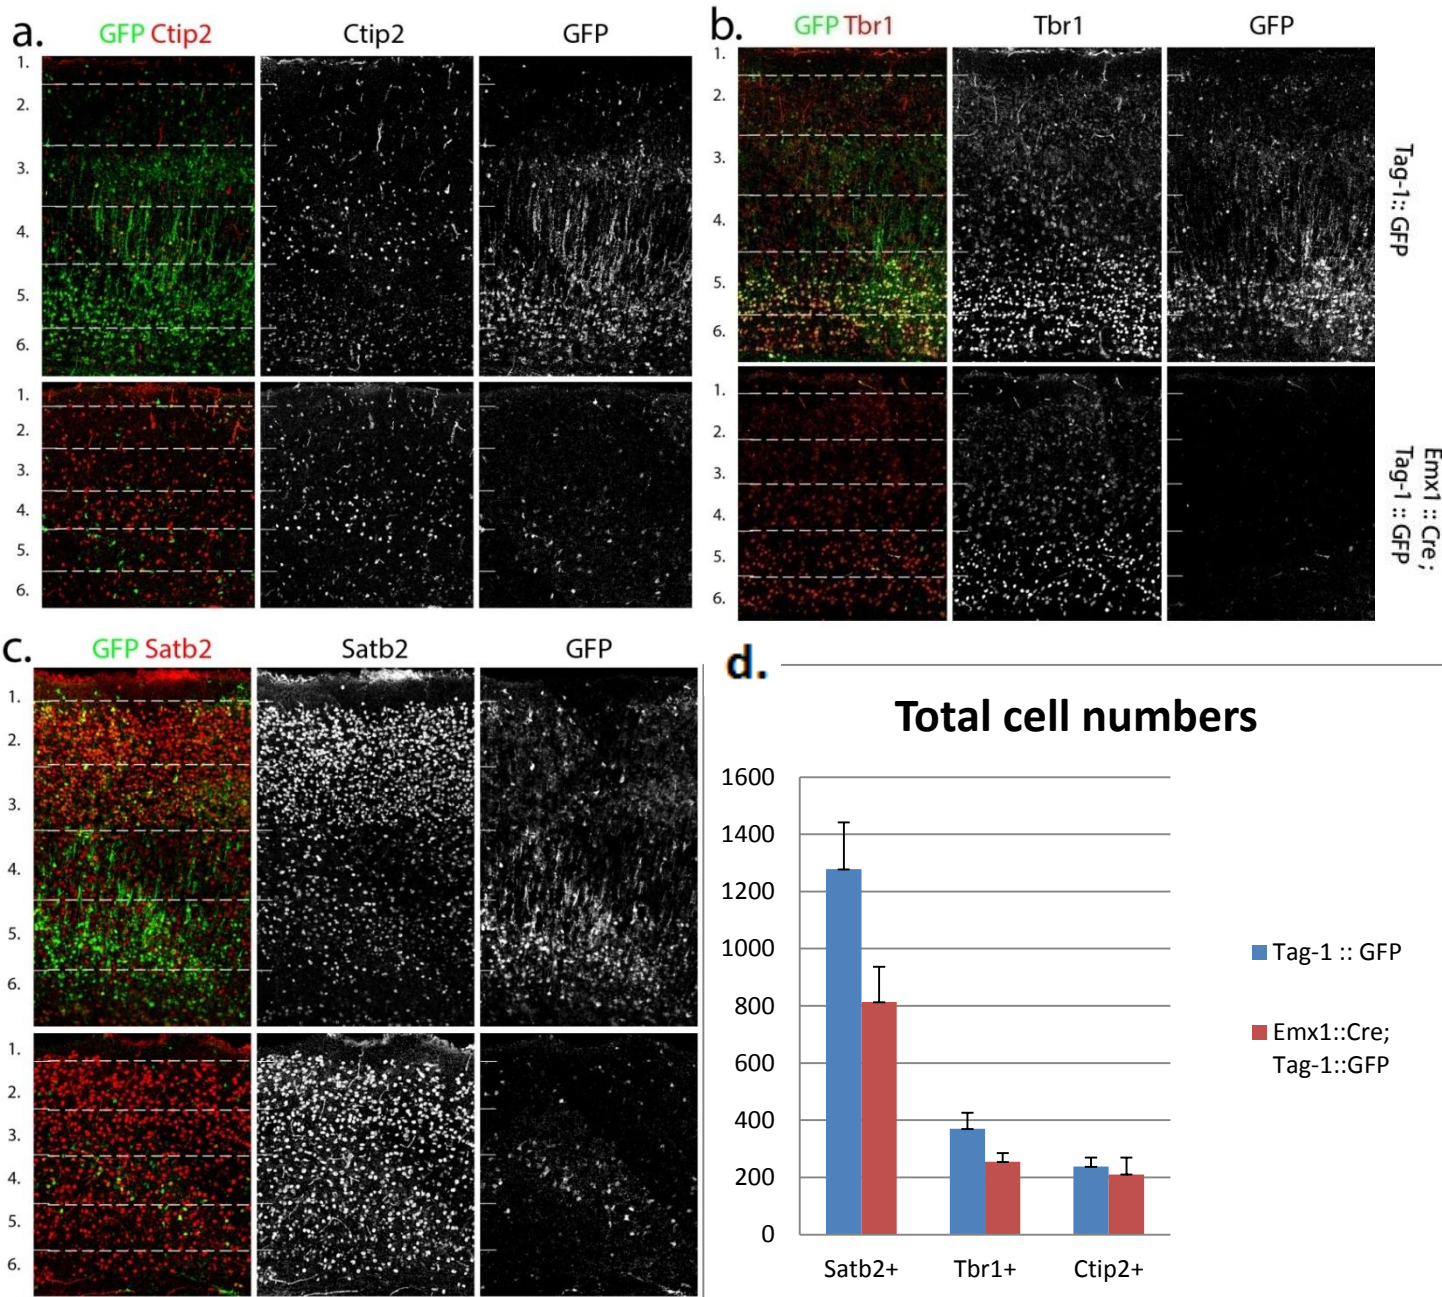 a.
GFP Ctip2
Ctip2
GFP
1.
2.
3.
4.
5.
6.
1.
2.
3.
4.
5.
6.
b.
GFP Tbr1
Tbr1
GFP
1.
2.
3.
4.
5.
6.
Tag-1:: GFP
1.
2.
3.
4.
5.
6.
Emx1 :: Cre ;
Tag-1 :: GFP
c.
GFP Satb2
Satb2
GFP
1.
2.
3.
4.
5.
6.
1.
2.
3.
4.
5.
6.
d.
Total cell numbers
1600
1400
1200
1000
800
600
400
200
0
Satb2+
Tbr1+
Ctip2+
Tag-1 :: GFP
Emx1::Cre;
Tag-1::GFP